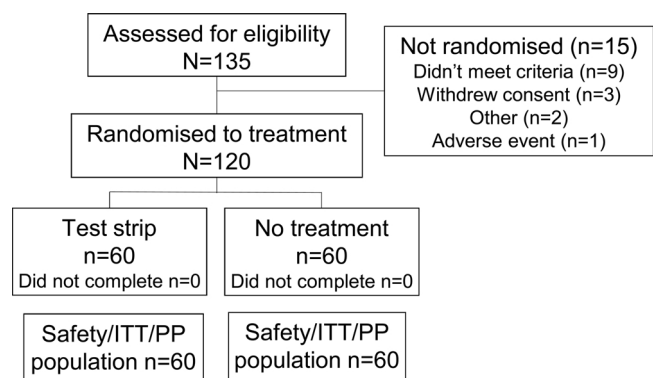 Assessed for eligibility
N=135
Not randomised (n=15)
Didn't meet criteria (n=9)
Withdrew consent (n=3)
Other (n=2)
Adverse event (n=1)
Randomised to treatment
N=120
Test strip
n=60
Did not complete n=0
No treatment
n=60
Did not complete n=0
Safety/ITT/PP
population n=60
Safety/ITT/PP
population n=60